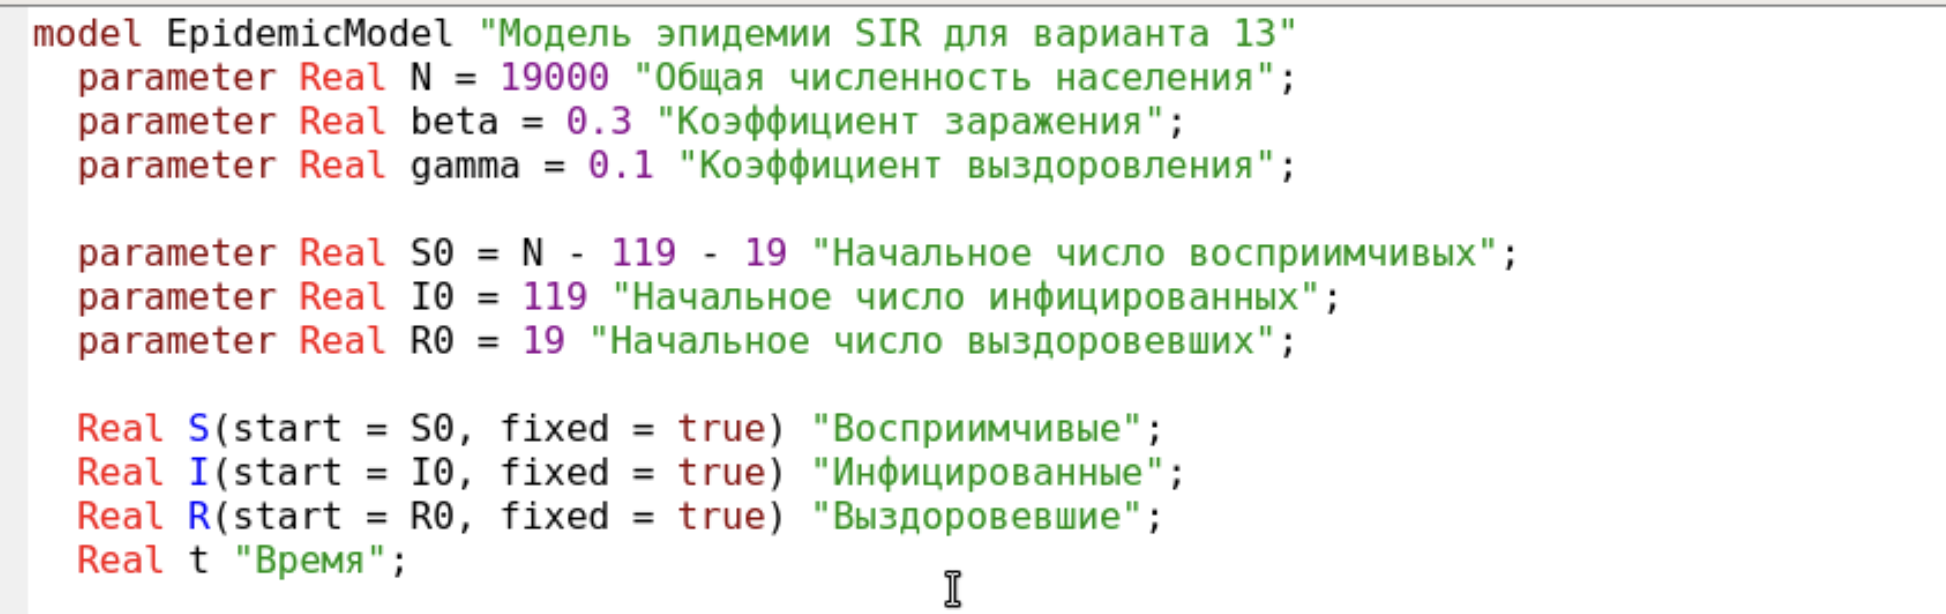 model EpidemicModel "Модель эпидемии SIR для варианта 13"
  parameter Real N = 19000 "Общая численность населения";
  parameter Real beta = 0.3 "Коэффициент заражения";
  parameter Real gamma = 0.1 "Коэффициент выздоровления";

  parameter Real S0 = N - 119 - 19 "Начальное число восприимчивых";
  parameter Real I0 = 119 "Начальное число инфицированных";
  parameter Real R0 = 19 "Начальное число выздоровевших";

  Real S(start = S0, fixed = true) "Восприимчивые";
  Real I(start = I0, fixed = true) "Инфицированные";
  Real R(start = R0, fixed = true) "Выздоровевшие";
  Real t "Время";